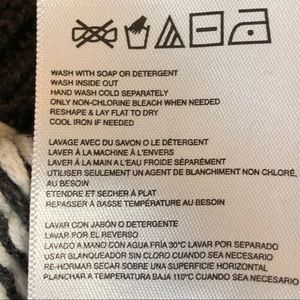 WASH WITH SOAP OR DETERGENT
WASH INSIDE OUT
HAND WASH COLD SEPARATELY
ONLY NON-CHLORINE BLEACH WHEN NEEDED
RESHAPE & LAY FLAT TO DRY
COOL IRON IF NEEDED
LAVAGE AVEC DU SAVON O LE DÉTERGENT
LAVER À LA MACHINE À L'ENVERS
LAVER À LA MAIN A L'EAU FROIDE SÉPARÉMENT
UTILISER SEULEMENT UN AGENT DE BLANCHIMENT NON CHLORÉ,
AU BESOIN
ETENDRE ET SECHER À PLAT
REPASSER À BASSE TEMPÉRATURE AU BESOIN.
LAVAR CON JABÓN O DETERGENTE
LAVAR POR EL REVERSO
LAVADO A MANO CON AGUA FRÍA 30°C LAVAR POR SEPARADO
USAR BLANQUEADOR SIN CLORO CUANDO SEA NECESARIO
RE-HORMAR SECAR SOBRE UNA SUPERFICIE HORIZONTAL
PLANCHAR A TEMPERATURA BAJA 110°C CUANDO SEA NECESARIO